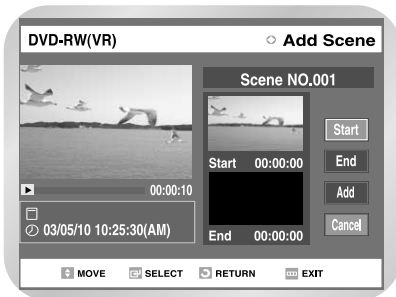 DVD-RW(VR)
Add Scene
Scene NO.001
Start 00:00:00
End 00:00:00
Start
End
Add
Cancel
00:00:10
03/05/10 10:25:30(AM)
MOVE SELECT RETURN EXIT